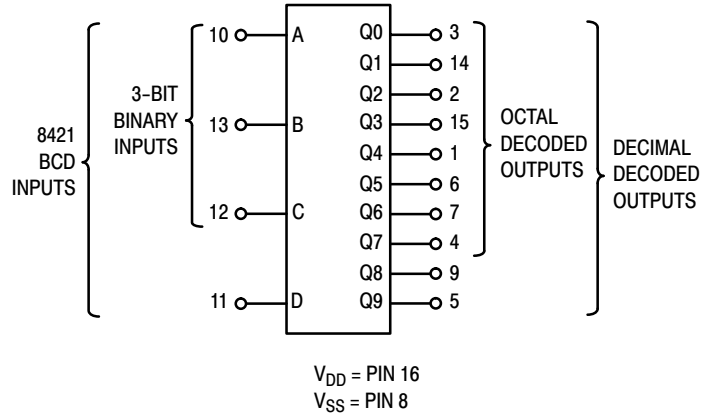 8421
BCD
INPUTS
3–BIT
BINARY
INPUTS
10 A
13 B
12 C
11 D
Q0 3
Q1 14
Q2 2
Q3 15
Q4 1
Q5 6
Q6 7
Q7 4
Q8 9
Q9 5
OCTAL
DECODED
OUTPUTS
DECIMAL
DECODED
OUTPUTS
VDD = PIN 16
VSS = PIN 8